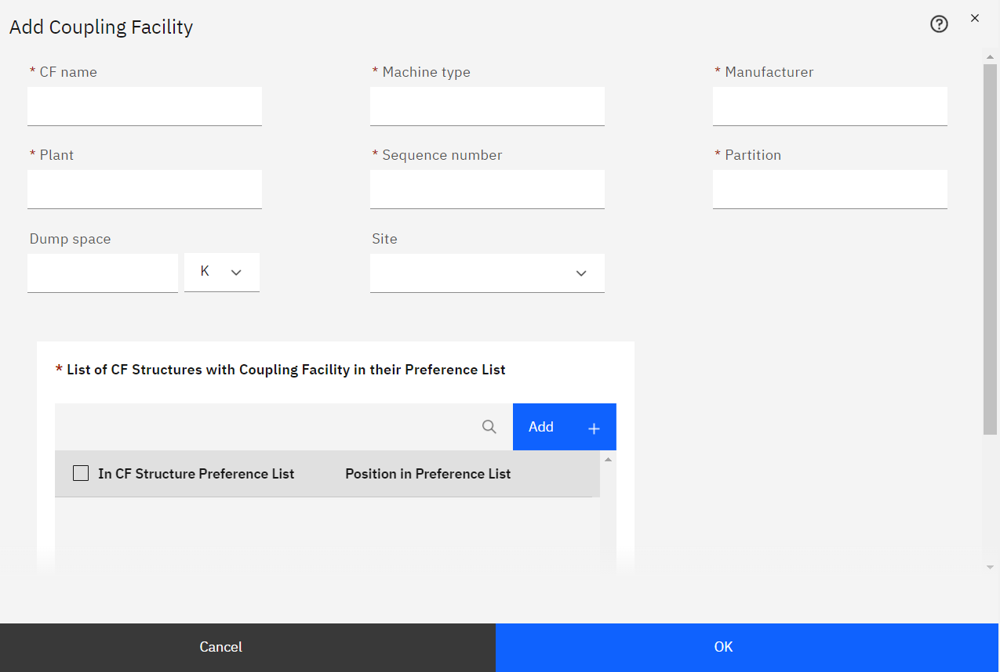 Add Coupling Facility
* CF name
* Machine type
* Manufacturer
* Plant
* Sequence number
* Partition
Dump space
Site
K
* List of CF Structures with Coupling Facility in their Preference List
Add +
In CF Structure Preference List
Position in Preference List
Cancel
OK